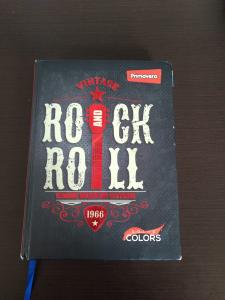 Primavera
VINTAGE
ROCK
AND
ROLL
1966
COLORS